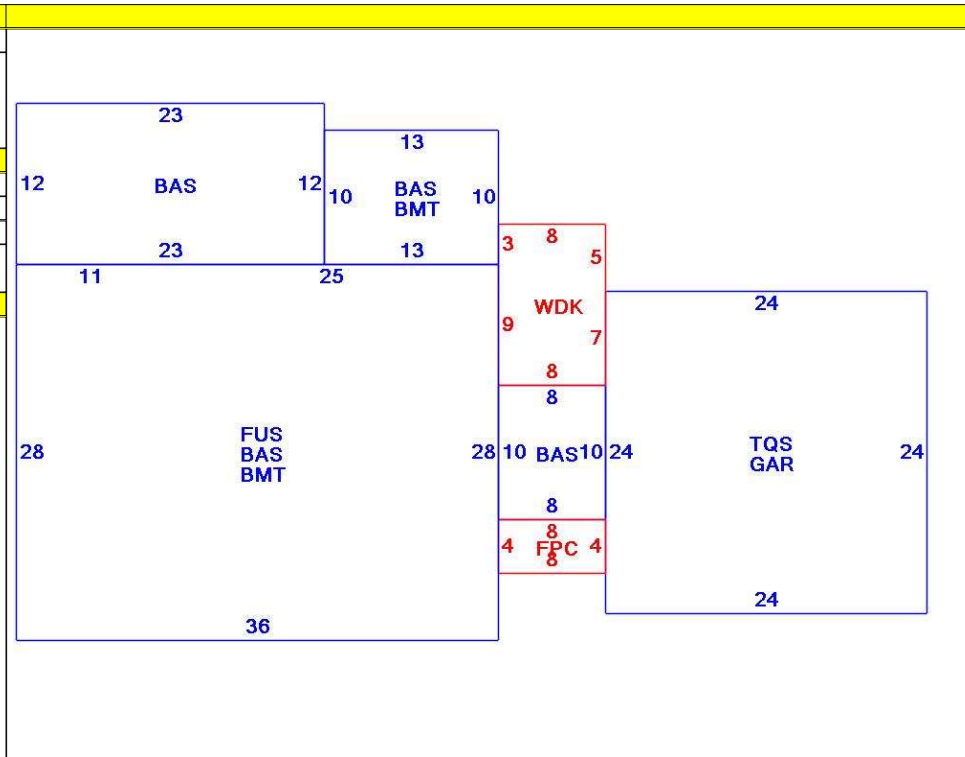 23
12 BAS 12
23
13
10 BAS 10
BMT
13
11 25
28 FUS 28
BAS
BMT
36
8
3 5
WDK
9 7
8
8
10 BAS 10
8
8
4 FPC 4
8
24
24 TQS 24
GAR
24